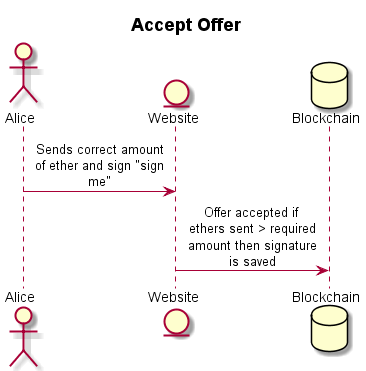 Accept Offer
Alice
Website
Blockchain
Sends correct amount
of ether and sign "sign
me"
Offer accepted if
ethers sent > required
amount then signature
is saved
Alice
Website
Blockchain